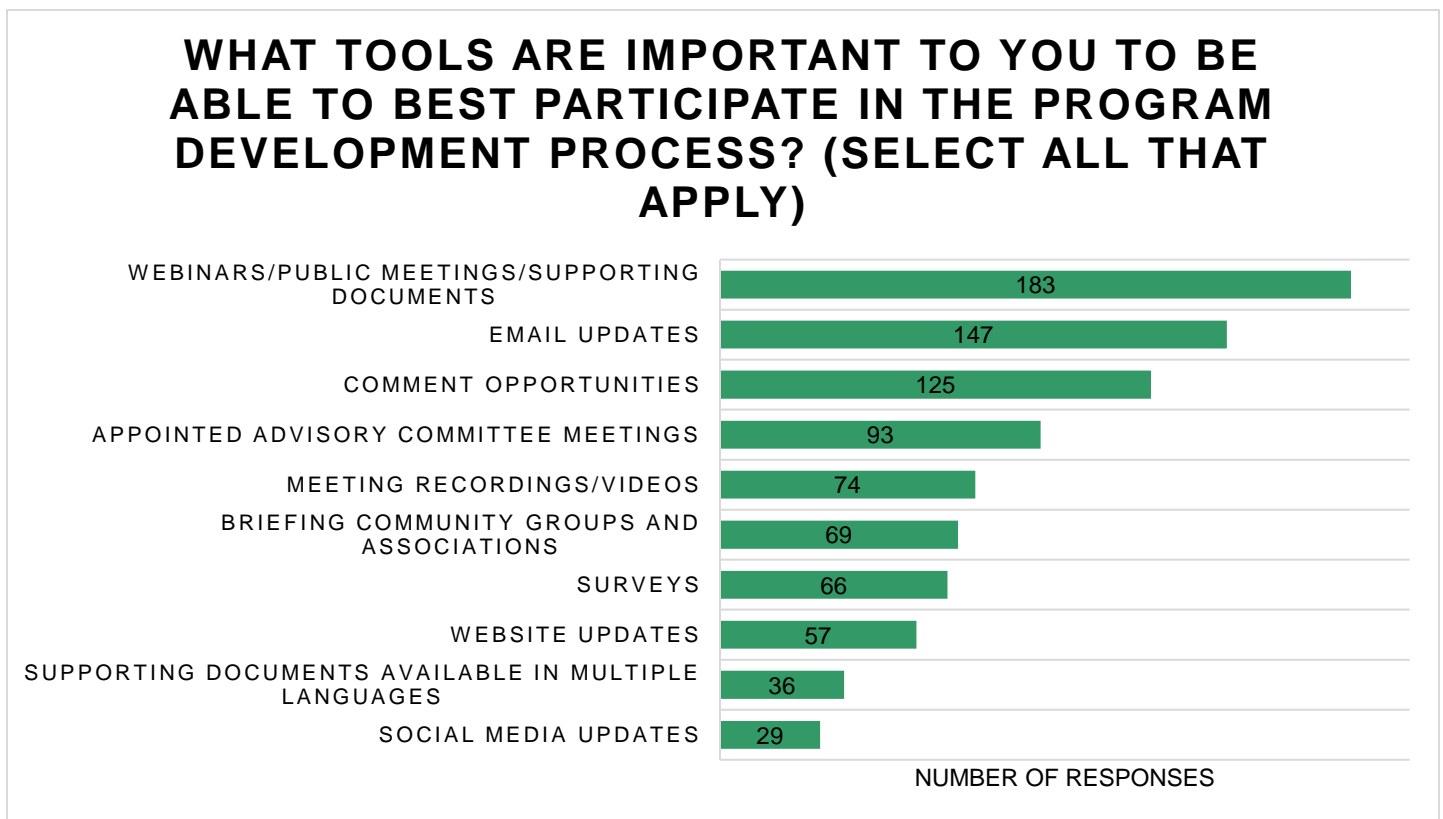 WHAT TOOLS ARE IMPORTANT TO YOU TO BE
ABLE TO BEST PARTICIPATE IN THE PROGRAM
DEVELOPMENT PROCESS? (SELECT ALL THAT
APPLY)
WEBINARS/PUBLIC MEETINGS/SUPPORTING
DOCUMENTS
183
EMAIL UPDATES
147
COMMENT OPPORTUNITIES
125
APPOINTED ADVISORY COMMITTEE MEETINGS
93
MEETING RECORDINGS/VIDEOS
74
BRIEFING COMMUNITY GROUPS AND
ASSOCIATIONS
69
SURVEYS
66
WEBSITE UPDATES
57
SUPPORTING DOCUMENTS AVAILABLE IN MULTIPLE
LANGUAGES
36
SOCIAL MEDIA UPDATES
29
NUMBER OF RESPONSES